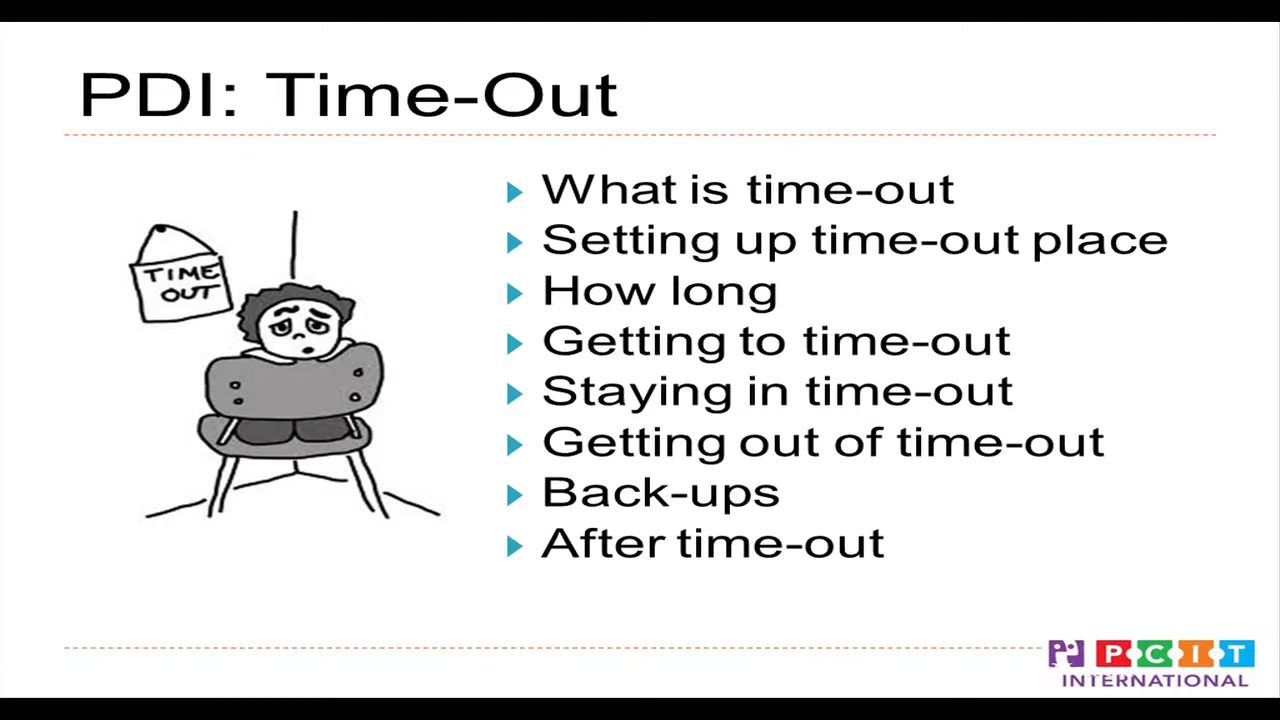 PDI: Time-Out
TIME
OUT
What is time-out
Setting up time-out place
How long
Getting to time-out
Staying in time-out
Getting out of time-out
Back-ups
After time-out
PCIT
INTERNATIONAL